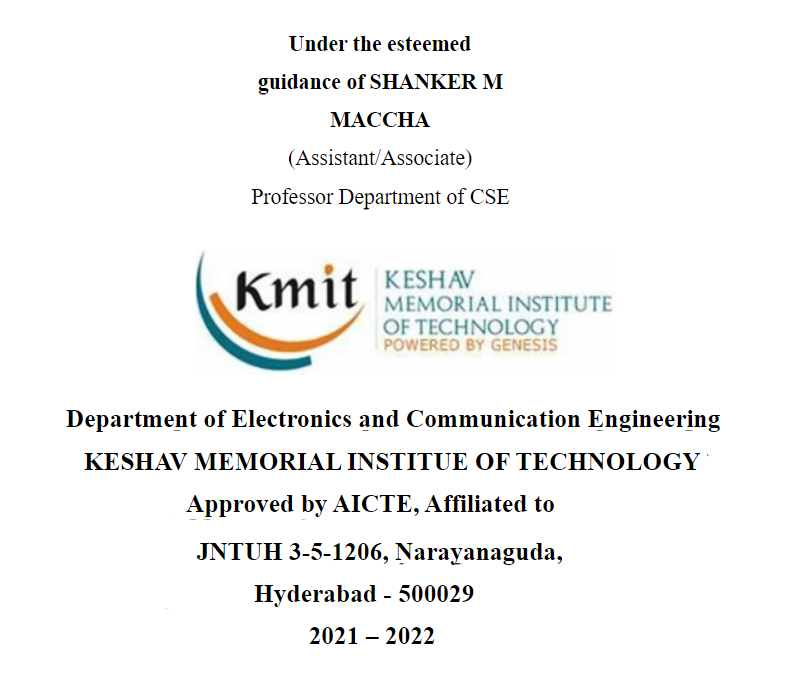 Under the esteemed
guidance of SHANKER M
MACCHA
(Assistant/Associate)
Professor Department of CSE
Kmit
KESHAV
MEMORIAL INSTITUTE
OF TECHNOLOGY
POWERED BY GENESIS
Department of Electronics and Communication Engineering
KESHAV MEMORIAL INSTITUE OF TECHNOLOGY
Approved by AICTE, Affiliated to
JNTUH 3-5-1206, Narayanaguda,
Hyderabad - 500029
2021 – 2022